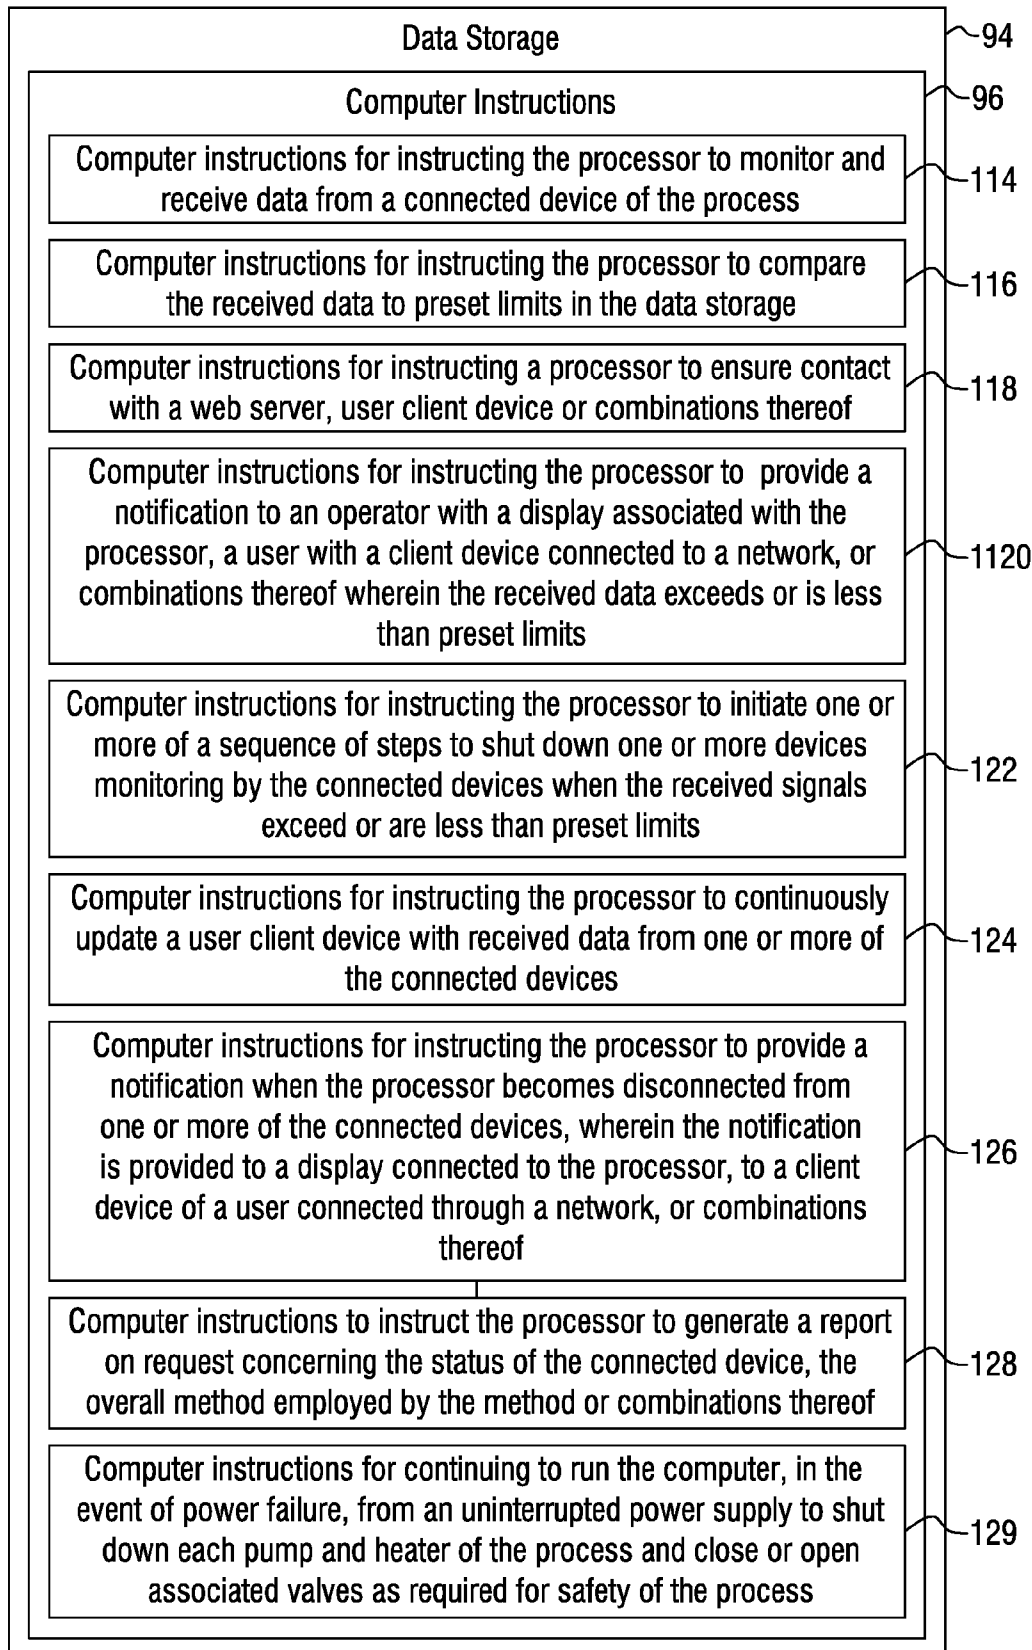 Data Storage
94
Computer Instructions
96
Computer instructions for instructing the processor to monitor and
receive data from a connected device of the process
114
Computer instructions for instructing the processor to compare
the received data to preset limits in the data storage
116
Computer instructions for instructing a processor to ensure contact
with a web server, user client device or combinations thereof
118
Computer instructions for instructing the processor to provide a
notification to an operator with a display associated with the
processor, a user with a client device connected to a network, or
combinations thereof wherein the received data exceeds or is less
than preset limits
1120
Computer instructions for instructing the processor to initiate one or
more of a sequence of steps to shut down one or more devices
monitoring by the connected devices when the received signals
exceed or are less than preset limits
122
Computer instructions for instructing the processor to continuously
update a user client device with received data from one or more of
the connected devices
124
Computer instructions for instructing the processor to provide a
notification when the processor becomes disconnected from
one or more of the connected devices, wherein the notification
is provided to a display connected to the processor, to a client
device of a user connected through a network, or combinations
thereof
126
Computer instructions to instruct the processor to generate a report
on request concerning the status of the connected device, the
overall method employed by the method or combinations thereof
128
Computer instructions for continuing to run the computer, in the
event of power failure, from an uninterrupted power supply to shut
down each pump and heater of the process and close or open
associated valves as required for safety of the process
129